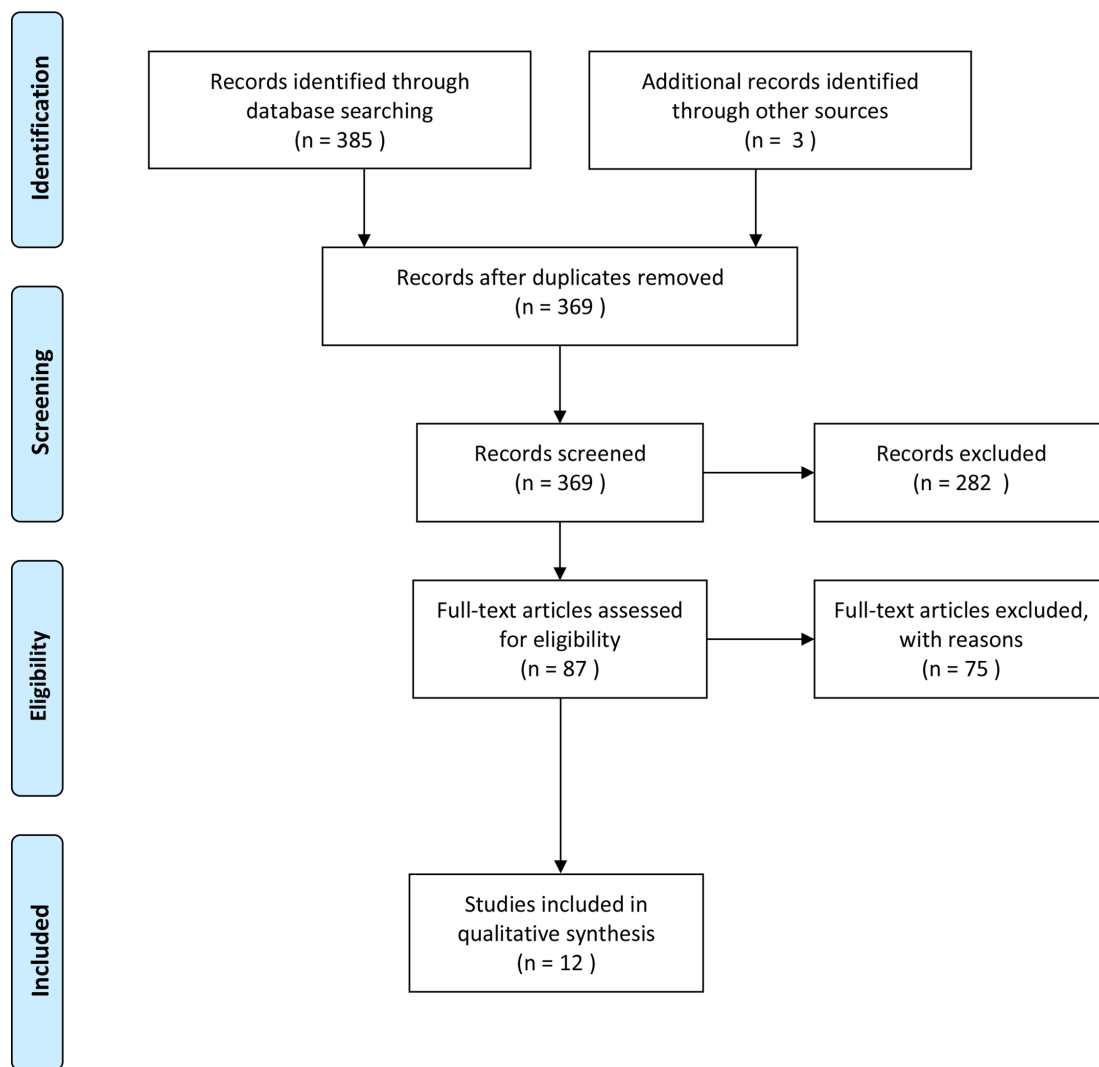 Identification
Records identified through
database searching
(n = 385 )
Additional records identified
through other sources
(n =  3 )
Records after duplicates removed
(n = 369 )
Screening
Records screened
(n = 369 )
Records excluded
(n = 282  )
Eligibility
Full-text articles assessed
for eligibility
(n = 87 )
Full-text articles excluded,
with reasons
(n = 75 )
Included
Studies included in
qualitative synthesis
(n = 12 )